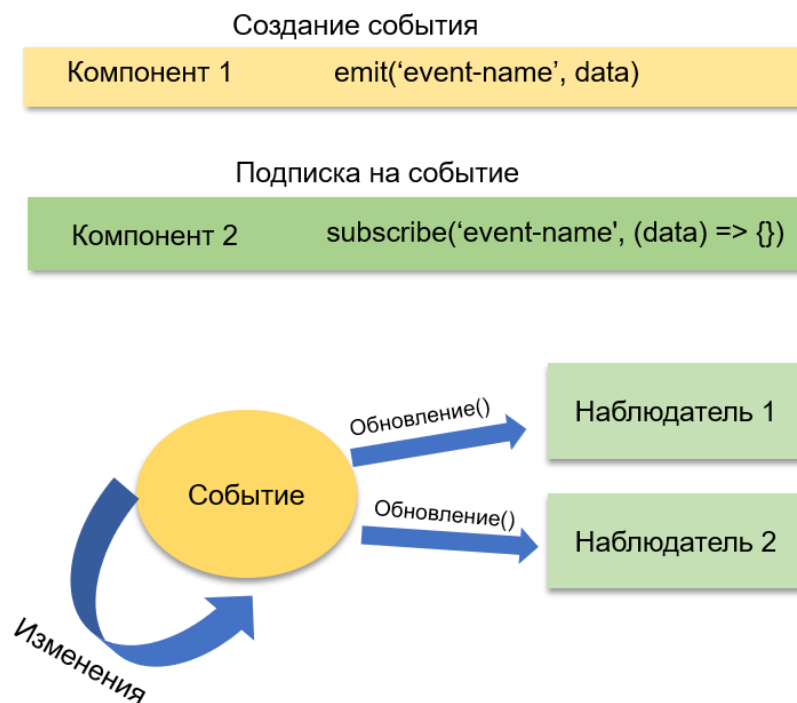 Создание события
Компонент 1 emit(‘event-name’, data)
Подписка на событие
Компонент 2 subscribe(‘event-name', (data) => {})
Обновление()
Наблюдатель 1
Событие
Обновление()
Наблюдатель 2
Изменения